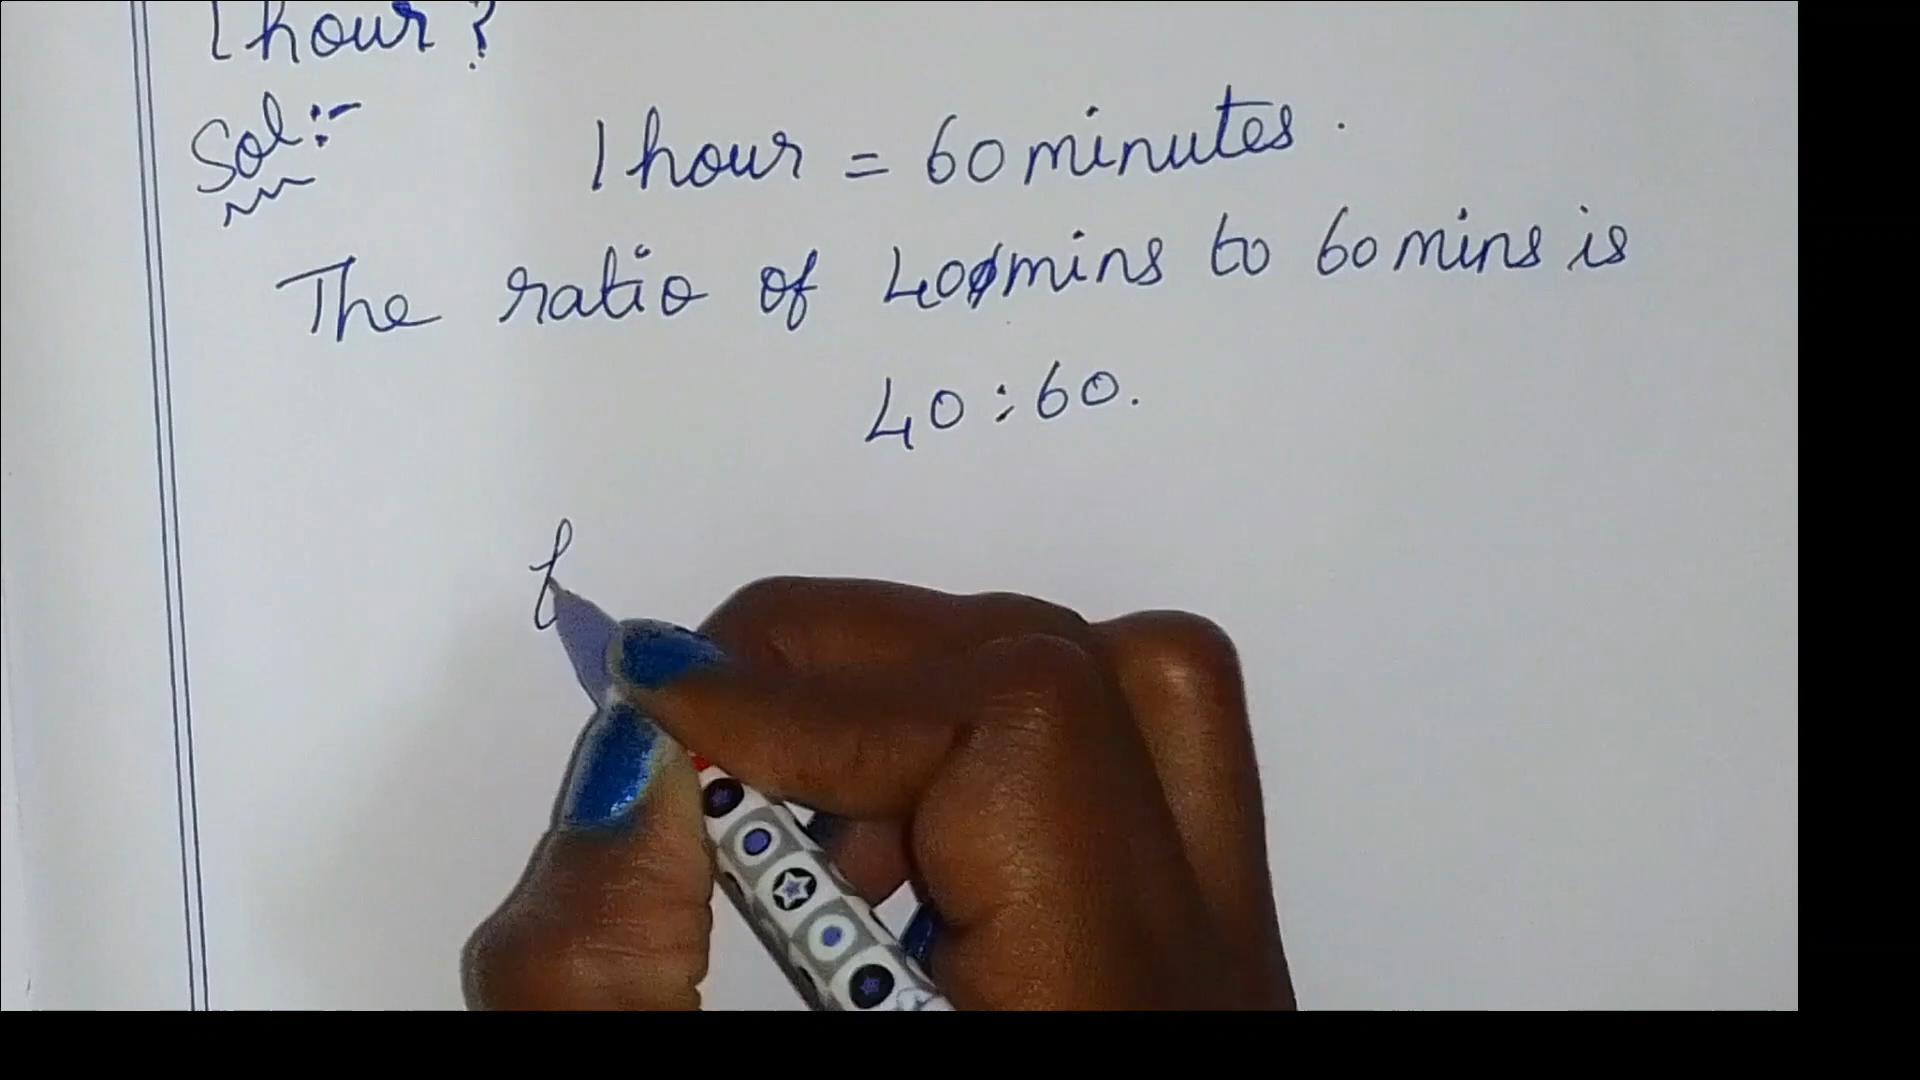 1 hour?
Sol:-
1 hour = 60 minutes.
The ratio of 40 mins to 60 mins is
40:60.